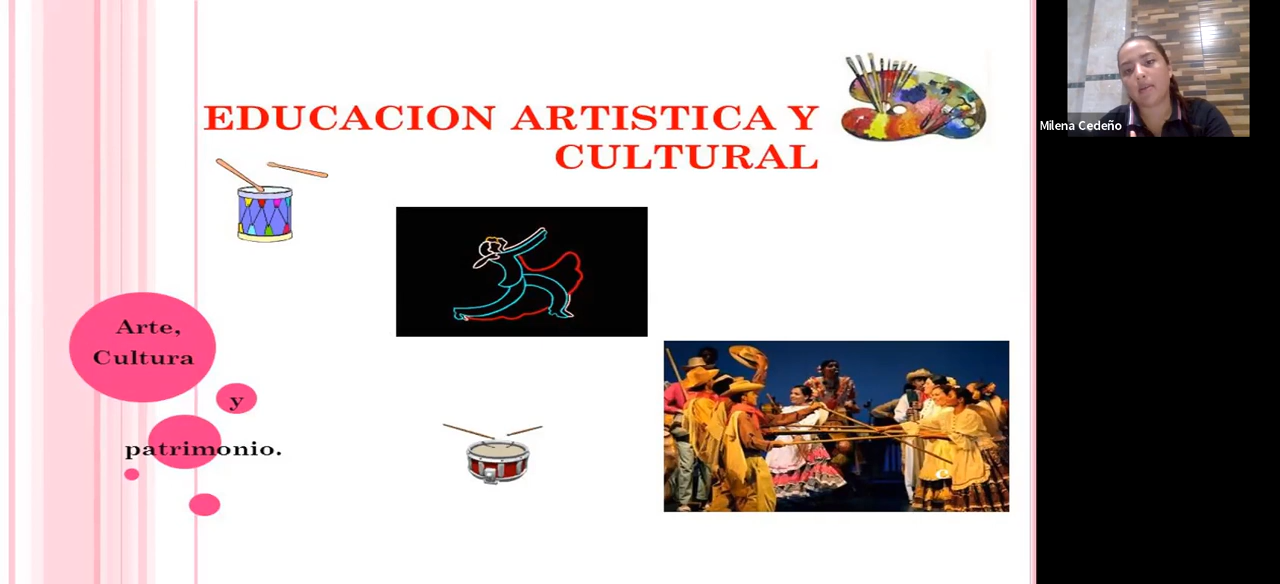 EDUCACION ARTISTICA Y
CULTURAL
Arte,
Cultura
y
patrimonio.
Milena Cedeño